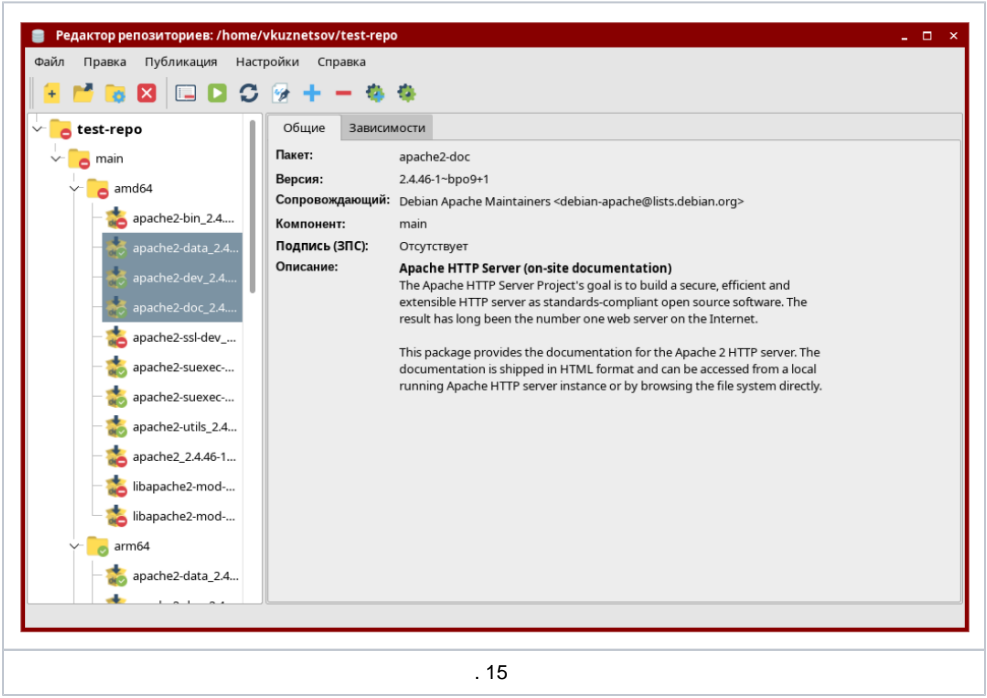 Редактор репозиториев: /home/vkuznetsov/test-repo
Файл Правка Публикация Настройки Справка
test-repo
main
amd64
apache2-bin_2.4....
apache2-data_2.4...
apache2-dev_2.4....
apache2-doc_2.4....
apache2-ssl-dev_...
apache2-suexec-...
apache2-suexec-...
apache2-utils_2.4...
apache2_2.4.46-1...
libapache2-mod-...
libapache2-mod-...
arm64
apache2-data_2.4...
Общие Зависимости
Пакет: apache2-doc
Версия: 2.4.46-1~bpo9+1
Сопровождающий: Debian Apache Maintainers <debian-apache@lists.debian.org>
Компонент: main
Подпись (ЗПС): Отсутствует
Описание: Apache HTTP Server (on-site documentation)
The Apache HTTP Server Project's goal is to build a secure, efficient and
extensible HTTP server as standards-compliant open source software. The
result has long been the number one web server on the Internet.
This package provides the documentation for the Apache 2 HTTP server. The
documentation is shipped in HTML format and can be accessed from a local
running Apache HTTP server instance or by browsing the file system directly.
. 15